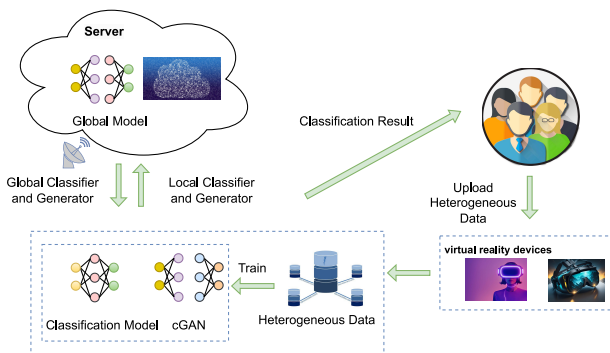 Server
Global Model
Classification Result
Global Classifier
and Generator
Local Classifier
and Generator
Upload
Heterogeneous
Data
virtual reality devices
Train
Classification Model
cGAN
Heterogeneous Data